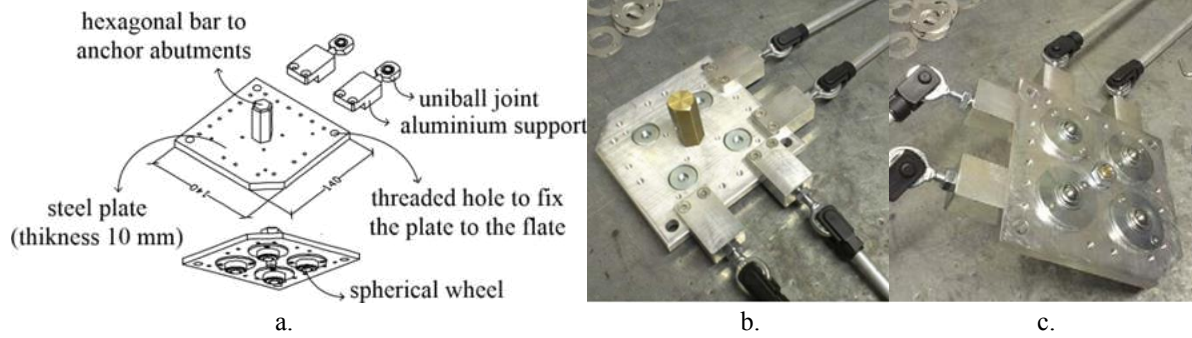 hexagonal bar to
anchor abutments
uniball joint
aluminium support
140
140
steel plate
(thikness 10 mm)
threaded hole to fix
the plate to the flate
spherical wheel
a.
b.
c.